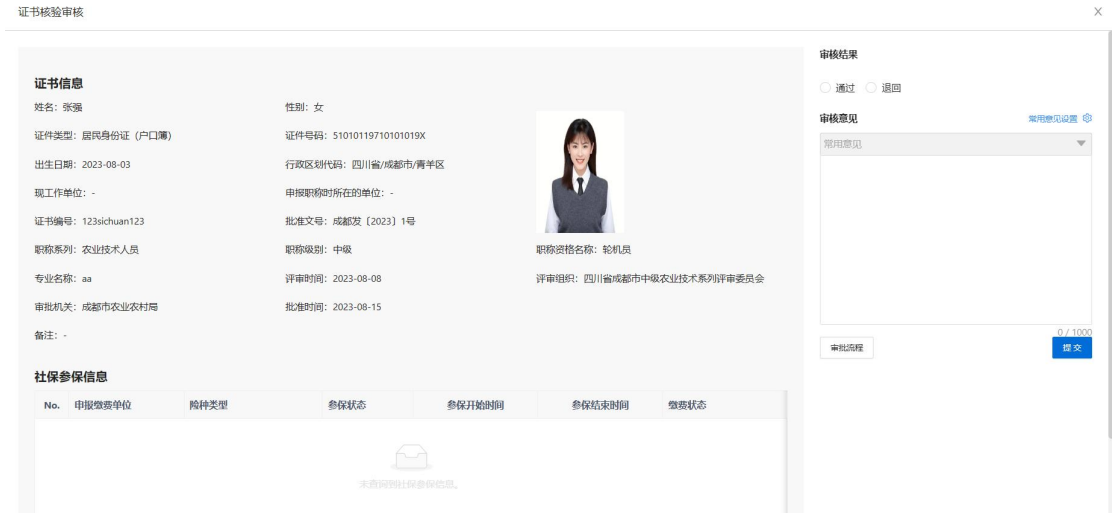 证书核验审核 X
审核结果
通过 退回
审核意见 常用意见设置
常用意见
0 / 1000
审批流程 提交
证书信息
姓名：张强 性别：女
证件类型：居民身份证（户口簿） 证件号码：51010119710101019X
出生日期：2023-08-03 行政区划代码：四川省/成都市/青羊区
现工作单位：- 申报职称时所在的单位：-
证书编号：123sichuan123 批准文号：成都发〔2023〕1号
职称系列：农业技术人员 职称级别：中级 职称资格名称：轮机员
专业名称：aa 评审时间：2023-08-08 评审组织：四川省成都市中级农业技术系列评审委员会
审批机关：成都市农业农村局 批准时间：2023-08-15
备注：-
社保参保信息
No. 申报缴费单位 险种类型 参保状态 参保开始时间 参保结束时间 缴费状态
未查询到社保参保信息。